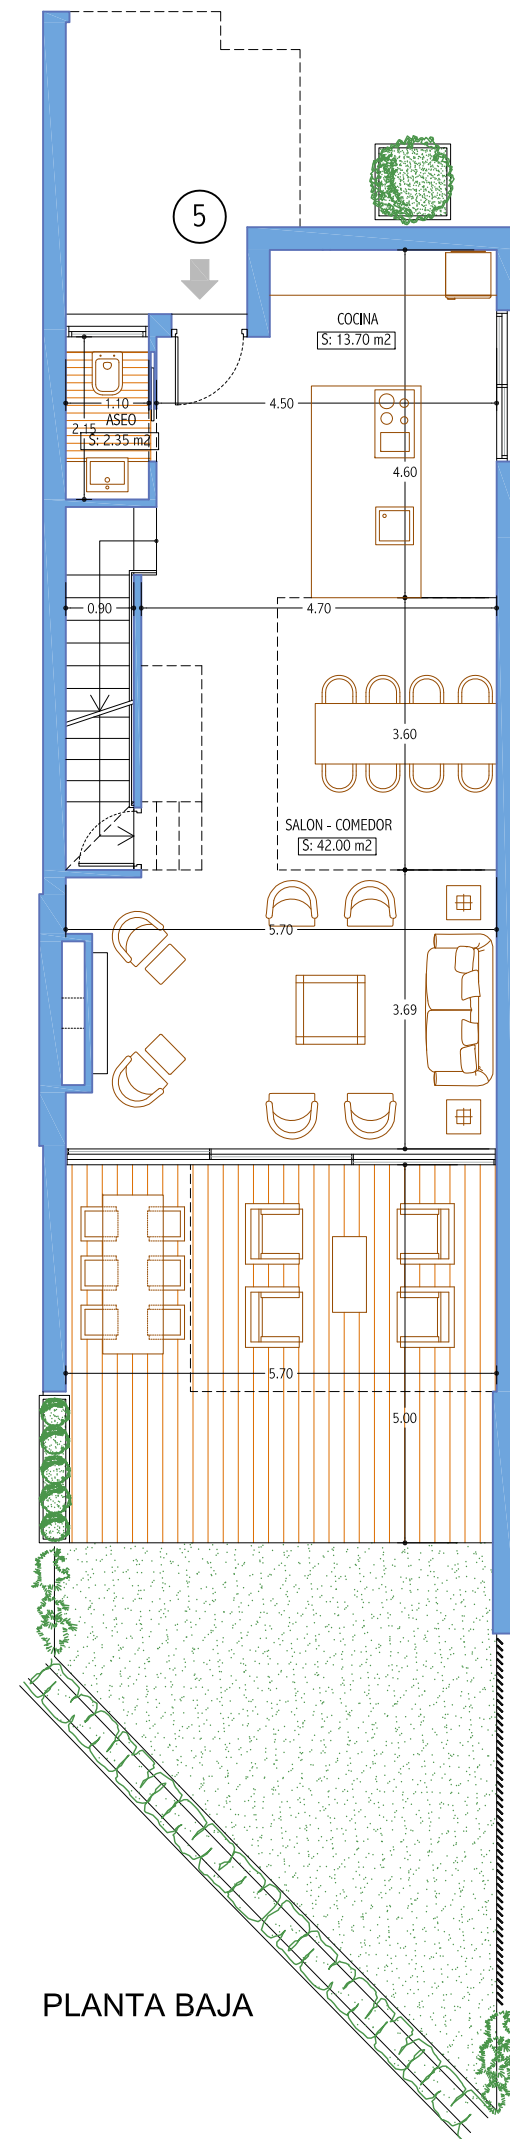 5
COCINA
S: 13.70 m2
1.10
4.50
ASEO
2.15
S: 2.35 m2
4.60
0.90
4.70
3.60
SALON - COMEDOR
S: 42.00 m2
5.70
3.69
5.70
5.00
PLANTA BAJA